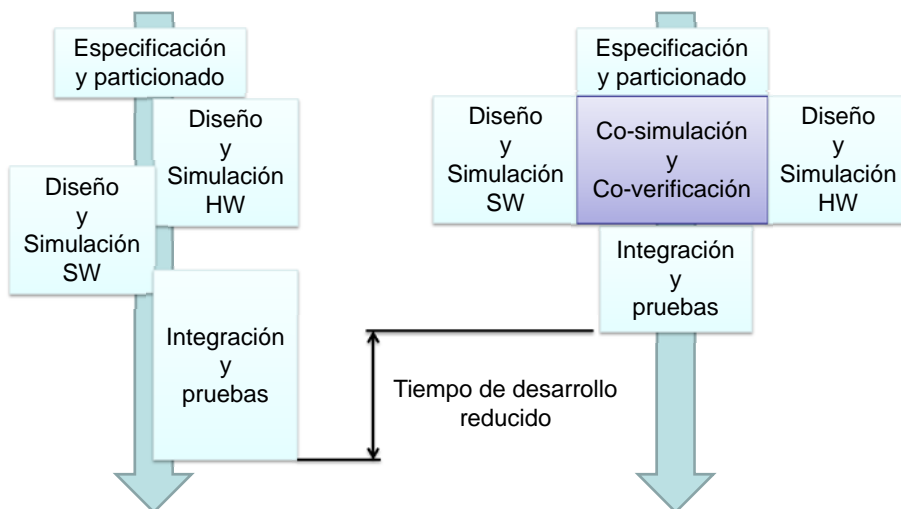 Especificación
y particionado
Diseño
y
Simulación
HW
Diseño
y
Simulación
SW
Integración
y
pruebas
Tiempo de desarrollo
reducido
Especificación
y particionado
Diseño
y
Simulación
SW
Co-simulación
y
Co-verificación
Diseño
y
Simulación
HW
Integración
y
pruebas